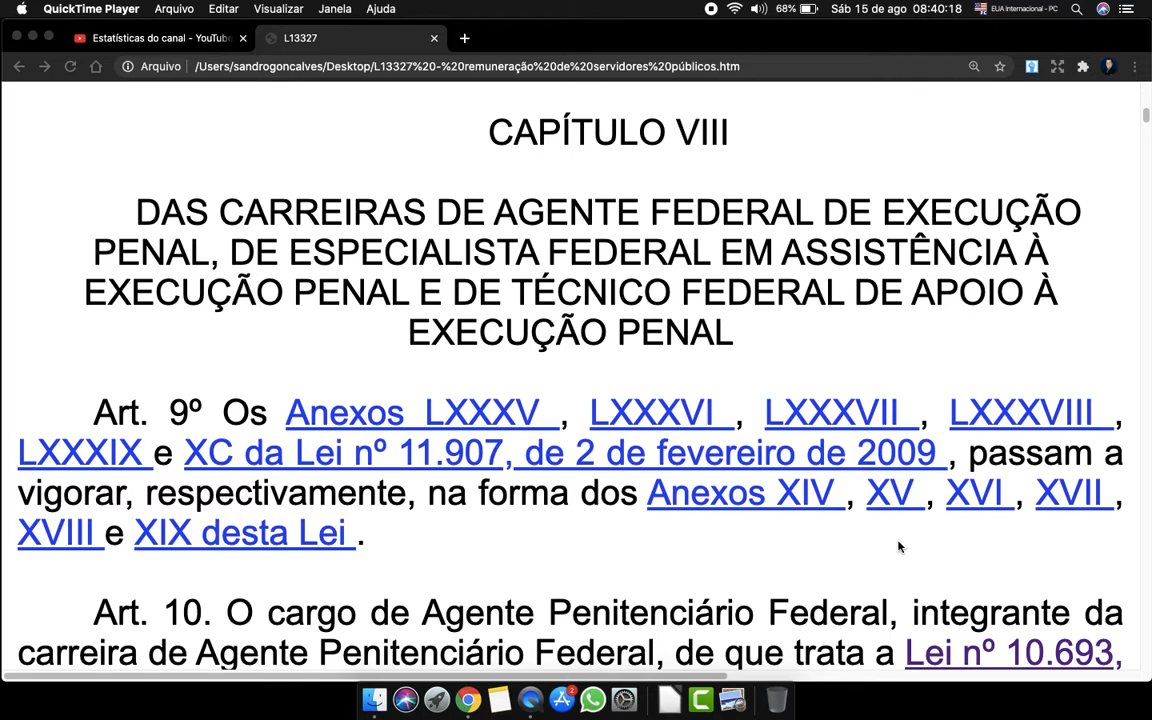 QuickTime Player Arquivo Editar Visualizar Janela Ajuda 68% Sáb 15 de ago 08:40:18 EUA Internacional - PC
Estatísticas do canal - YouTube L13327
Arquivo /Users/sandrogoncalves/Desktop/L13327%20-%20remuneração%20de%20servidores%20públicos.htm
CAPÍTULO VIII
DAS CARREIRAS DE AGENTE FEDERAL DE EXECUÇÃO
PENAL, DE ESPECIALISTA FEDERAL EM ASSISTÊNCIA À
EXECUÇÃO PENAL E DE TÉCNICO FEDERAL DE APOIO À
EXECUÇÃO PENAL
Art. 9º Os Anexos LXXXV , LXXXVI , LXXXVII , LXXXVIII ,
LXXXIX e XC da Lei nº 11.907, de 2 de fevereiro de 2009 , passam a
vigorar, respectivamente, na forma dos Anexos XIV , XV , XVI , XVII ,
XVIII e XIX desta Lei .
Art. 10. O cargo de Agente Penitenciário Federal, integrante da
carreira de Agente Penitenciário Federal, de que trata a Lei nº 10.693,
2